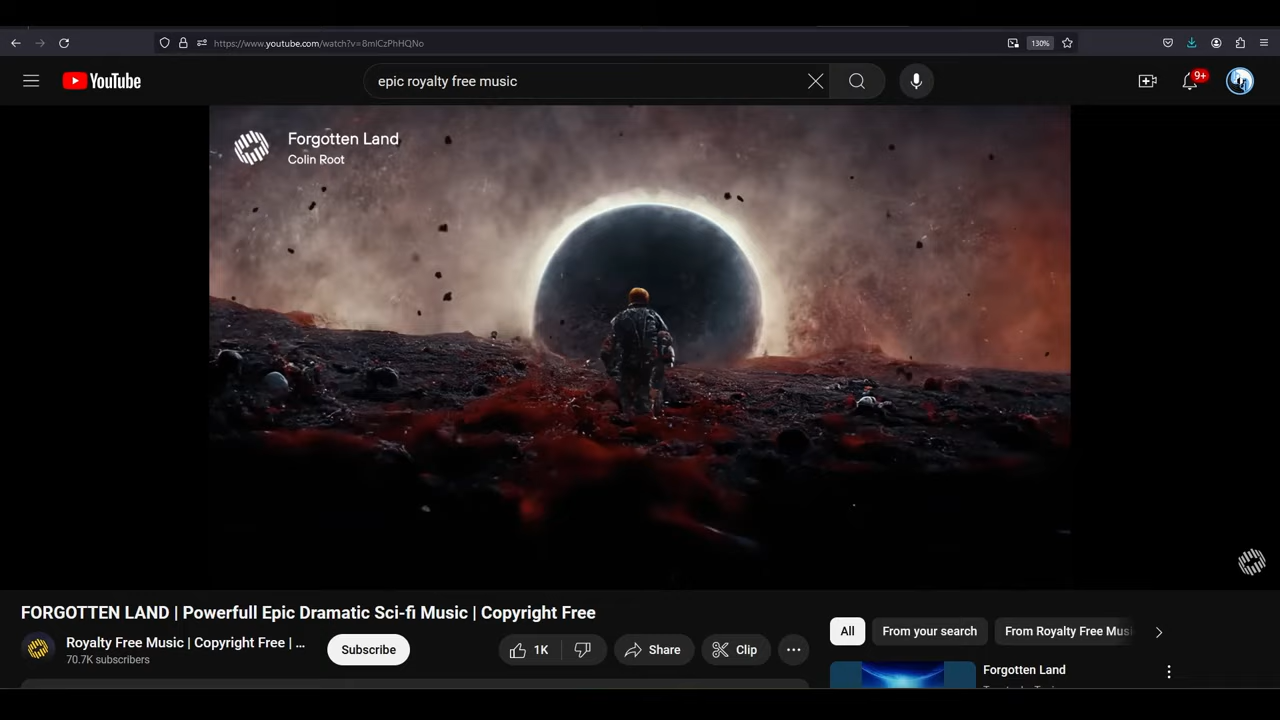 https://www.youtube.com/watch?v=8mlCzPhHQNo
130%
YouTube
epic royalty free music
9+
Forgotten Land
Colin Root
FORGOTTEN LAND | Powerfull Epic Dramatic Sci-fi Music | Copyright Free
Royalty Free Music | Copyright Free | ...
70.7K subscribers
Subscribe
1K
Share
Clip
All
From your search
From Royalty Free Musi
Forgotten Land